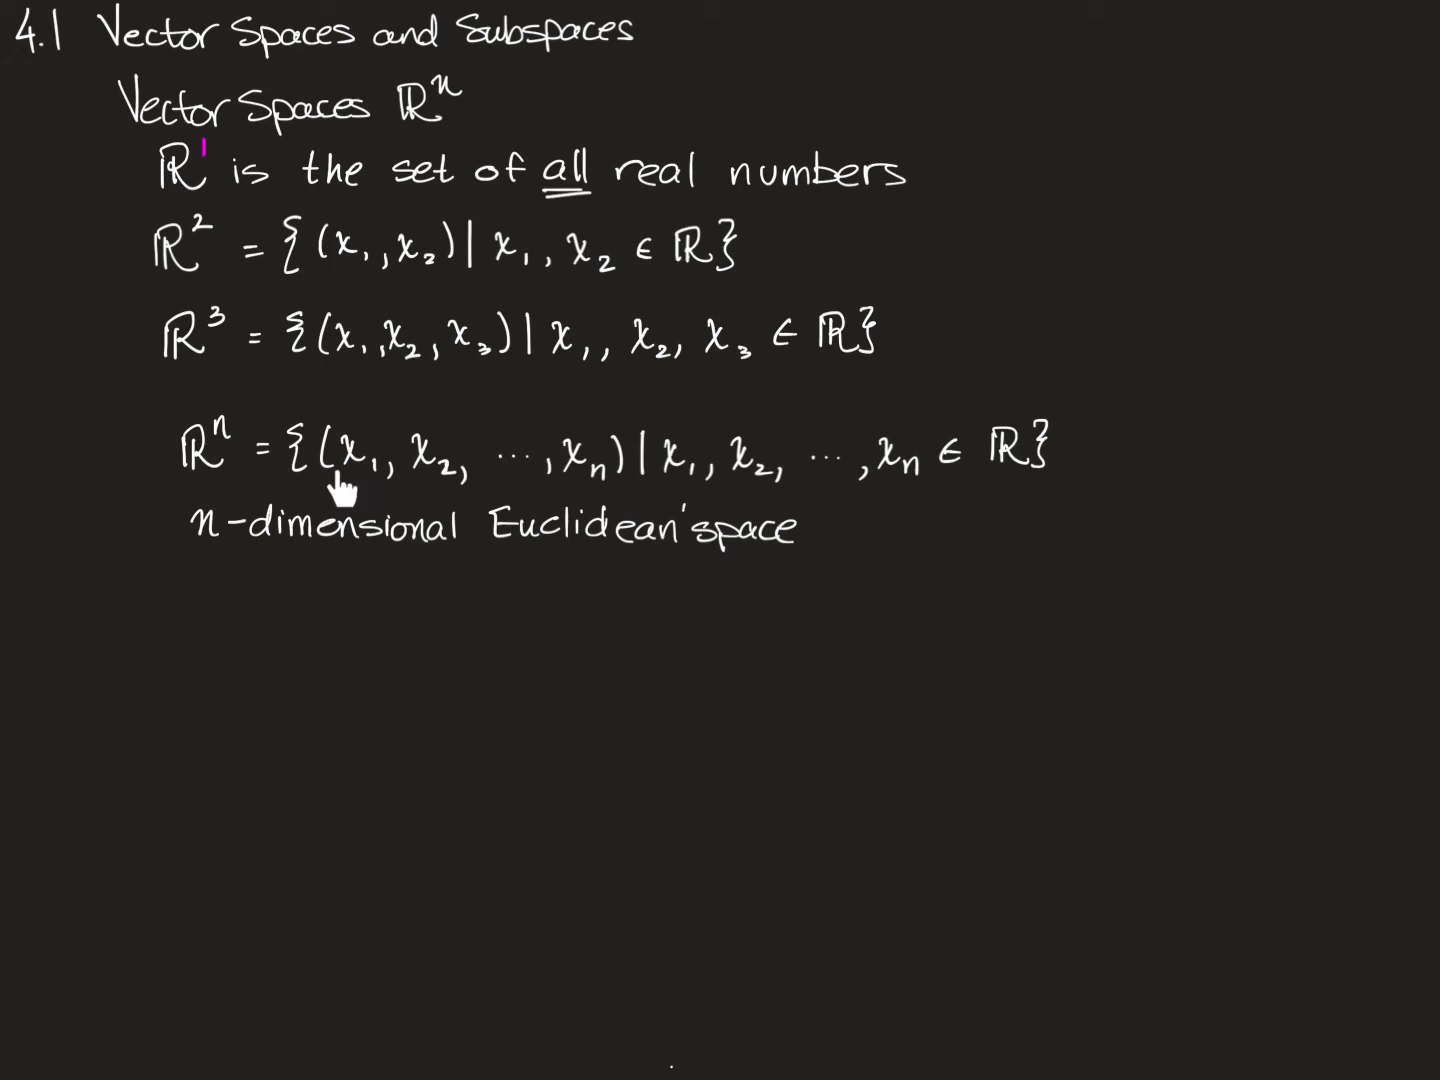 4.1 Vector Spaces and Subspaces
Vector Spaces ℝⁿ
ℝ¹ is the set of all real numbers
ℝ² = {(x₁,x₂)| x₁, x₂ ∈ ℝ}
ℝ³ = {(x₁,x₂,x₃)| x₁, x₂, x₃ ∈ ℝ}
ℝⁿ = {(x₁, x₂, ⋯, xₙ)| x₁, x₂, ⋯, xₙ ∈ ℝ}
n-dimensional Euclidean'space